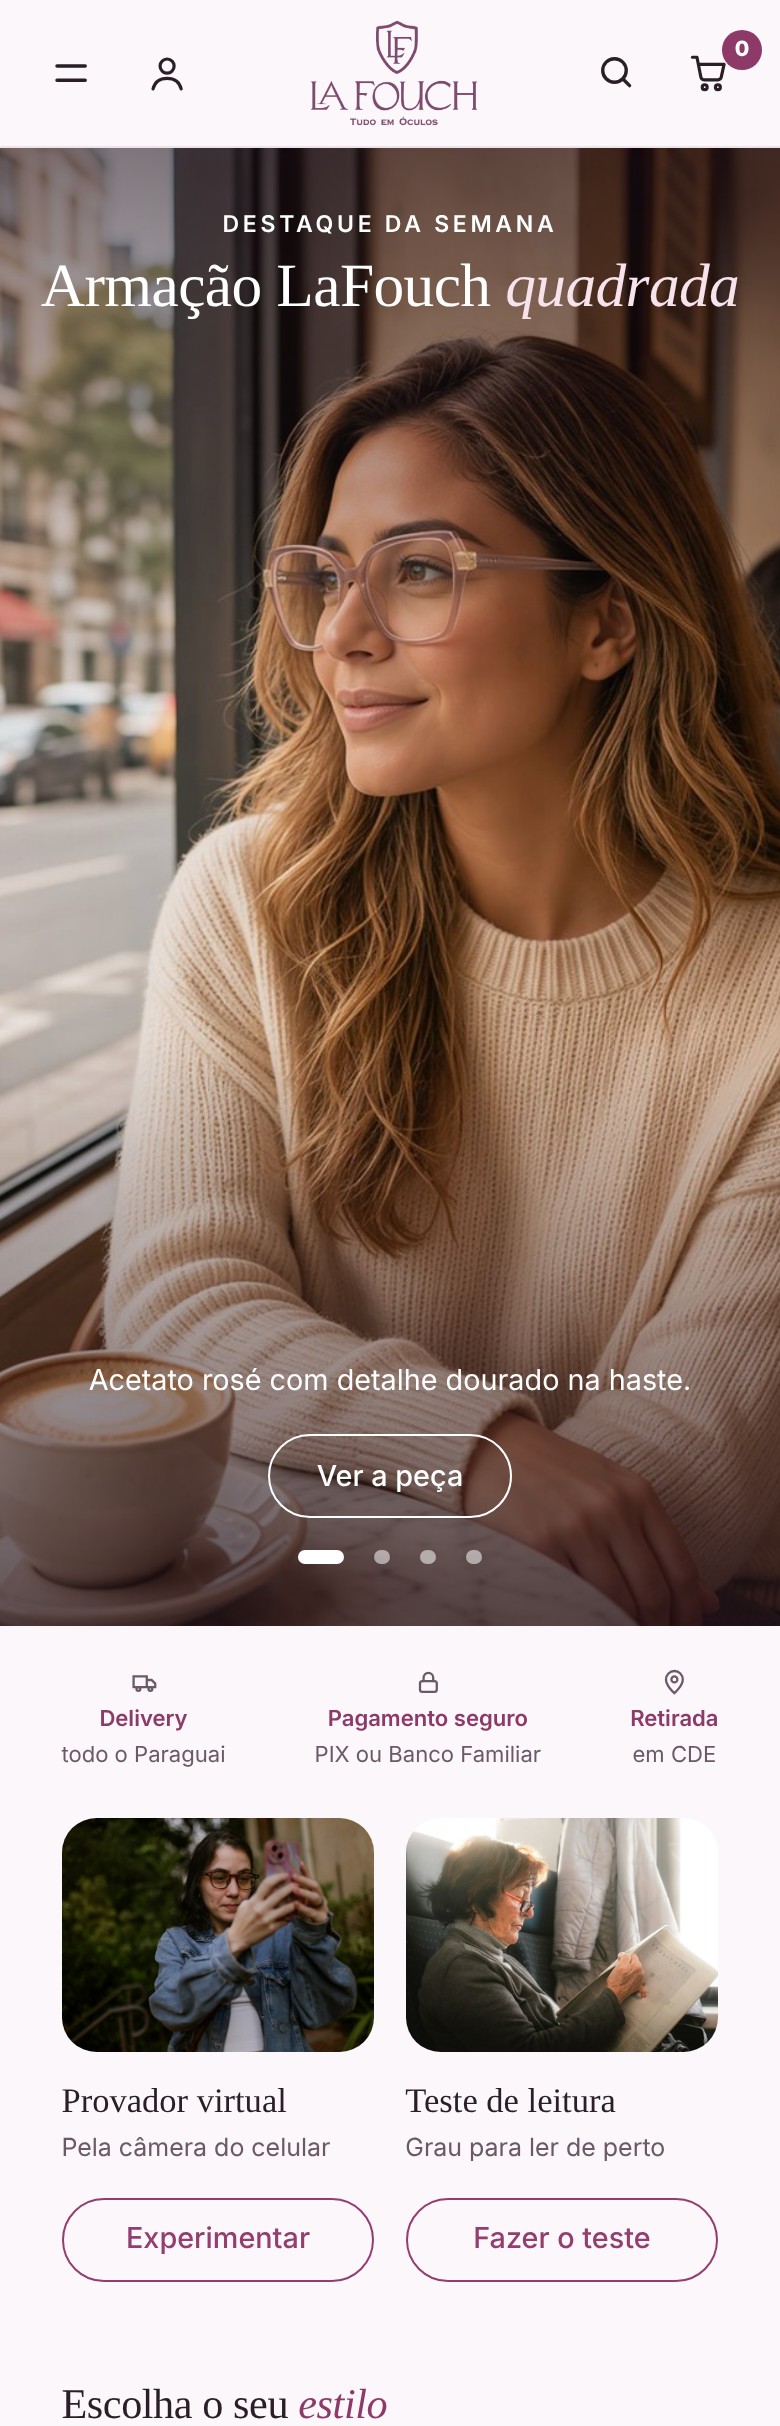 LF
LA FOUCH
TUDO EM ÓCULOS
0
DESTAQUE DA SEMANA
Armação LaFouch quadrada
Acetato rosé com detalhe dourado na haste.
Ver a peça
Delivery
todo o Paraguai
Pagamento seguro
PIX ou Banco Familiar
Retirada
em CDE
Provador virtual
Pela câmera do celular
Experimentar
Teste de leitura
Grau para ler de perto
Fazer o teste
Escolha o seu estilo